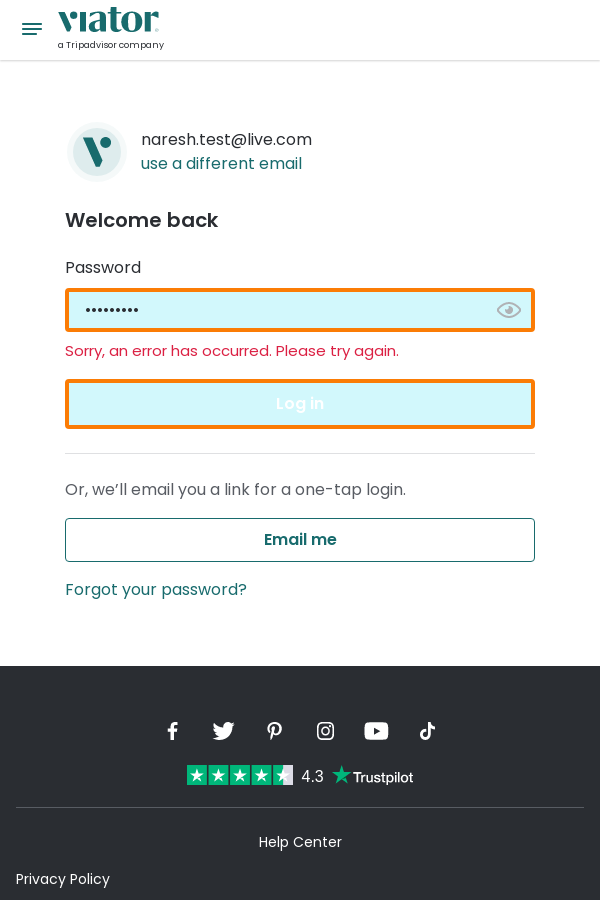 viator
a Tripadvisor company
naresh.test@live.com
use a different email
Welcome back
Password
•••••••••
Sorry, an error has occurred. Please try again.
Log in
Or, we’ll email you a link for a one-tap login.
Email me
Forgot your password?
4.3 Trustpilot
Help Center
Privacy Policy